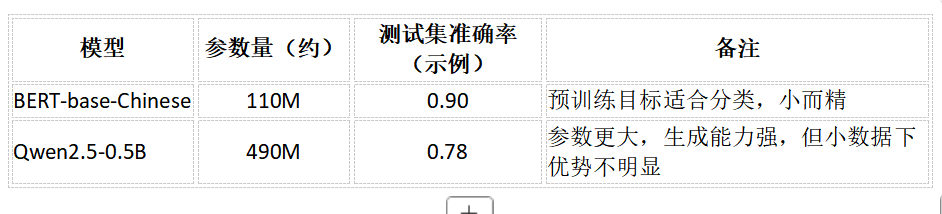 模型 参数量（约） 测试集准确率（示例） 备注
BERT-base-Chinese 110M 0.90 预训练目标适合分类，小而精
Qwen2.5-0.5B 490M 0.78 参数更大，生成能力强，但小数据下优势不明显